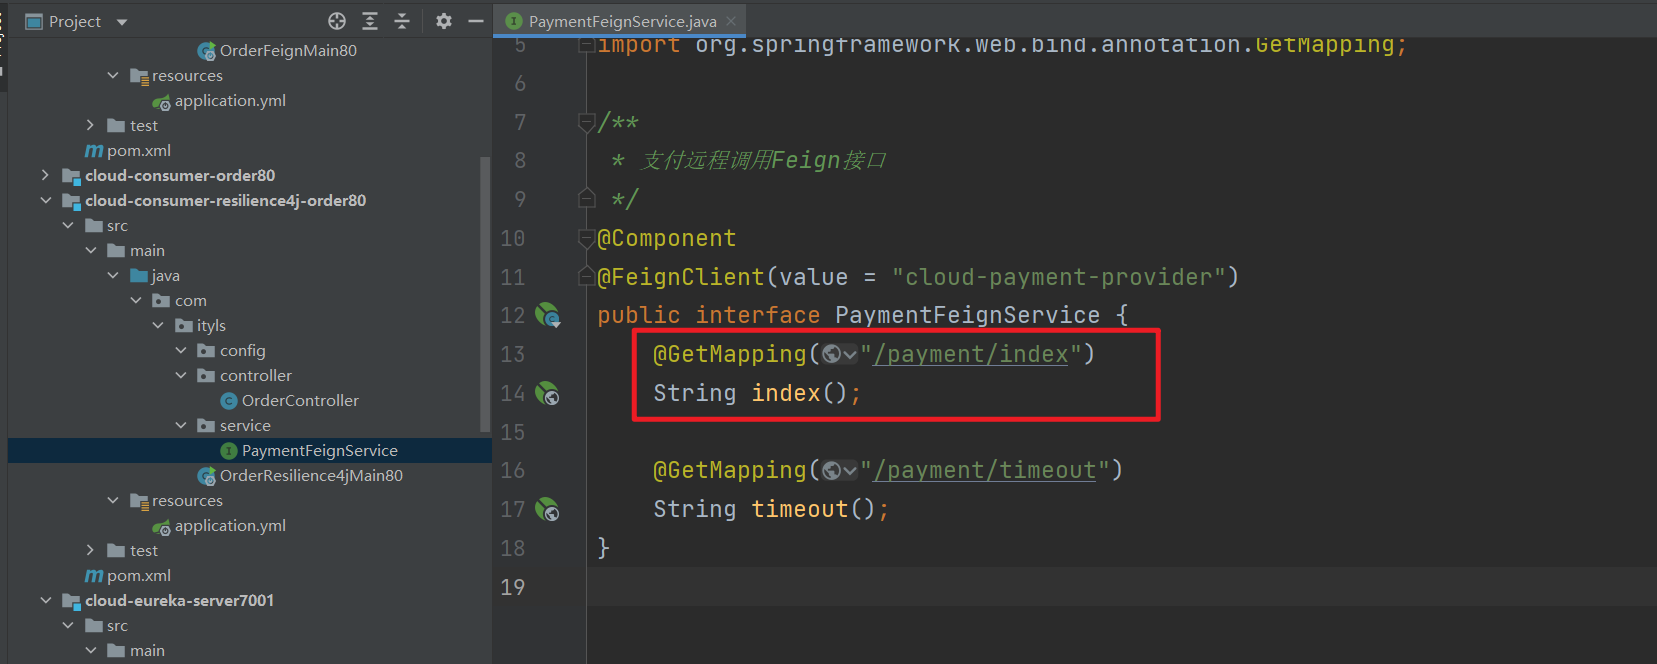 Project
OrderFeignMain80
resources
application.yml
test
pom.xml
cloud-consumer-order80
cloud-consumer-resilience4j-order80
src
main
java
com
ityls
config
controller
OrderController
service
PaymentFeignService
OrderResilience4jMain80
resources
application.yml
test
pom.xml
cloud-eureka-server7001
src
main
PaymentFeignService.java
5 import org.springframework.web.bind.annotation.GetMapping;
6
7 /**
8 * 支付远程调用Feign接口
9 */
10 @Component
11 @FeignClient(value = "cloud-payment-provider")
12 public interface PaymentFeignService {
13 @GetMapping("/payment/index")
14 String index();
15
16 @GetMapping("/payment/timeout")
17 String timeout();
18 }
19